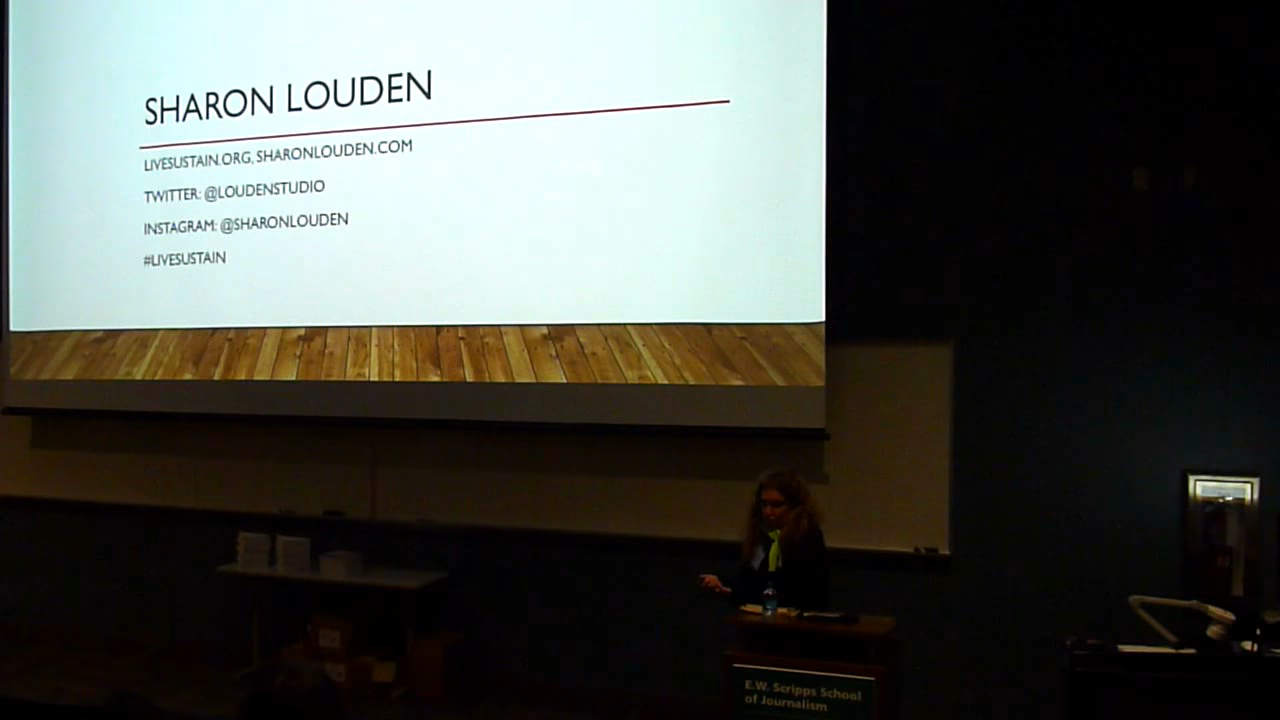 SHARON LOUDEN
LIVESUSTAIN.ORG, SHARONLOUDEN.COM
TWITTER: @LOUDENSTUDIO
INSTAGRAM: @SHARONLOUDEN
#LIVESUSTAIN
E.W. Scripps School
of Journalism